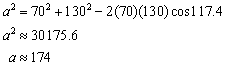 a² = 70² + 130² − 2(70)(130) cos117.4
a² ≈ 30175.6
a ≈ 174